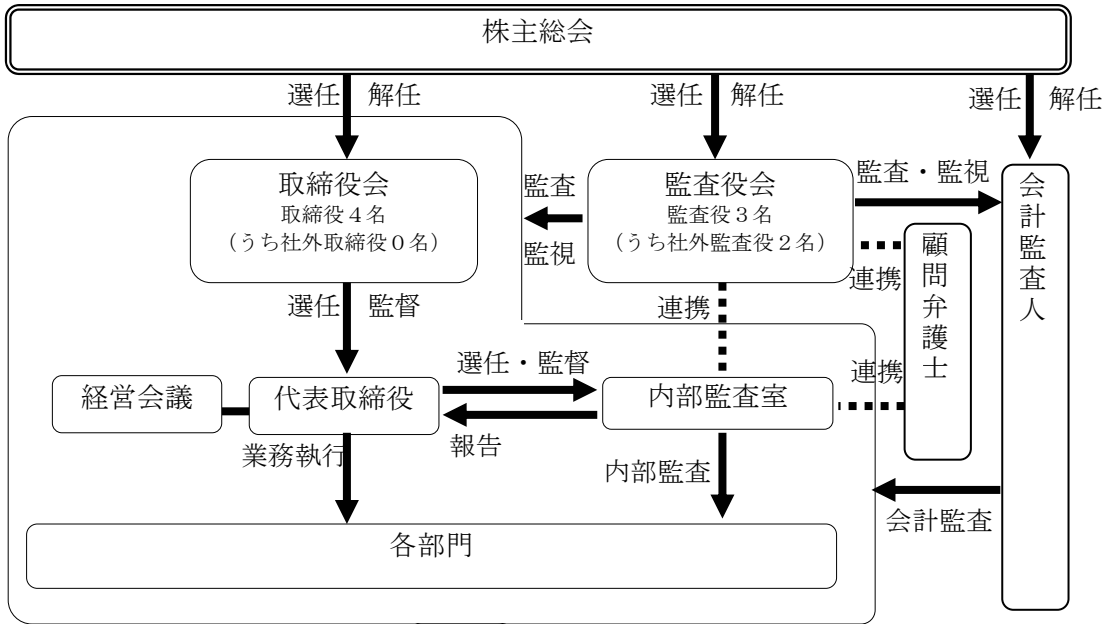 株主総会
選任 解任
選任 解任
選任 解任
取締役会
取締役４名
（うち社外取締役０名）
監査
監視
監査役会
監査役３名
（うち社外監査役２名）
監査・監視
会計監査人
顧問弁護士
連携
連携
連携
選任 監督
選任・監督
経営会議
代表取締役
内部監査室
報告
業務執行
内部監査
会計監査
各部門